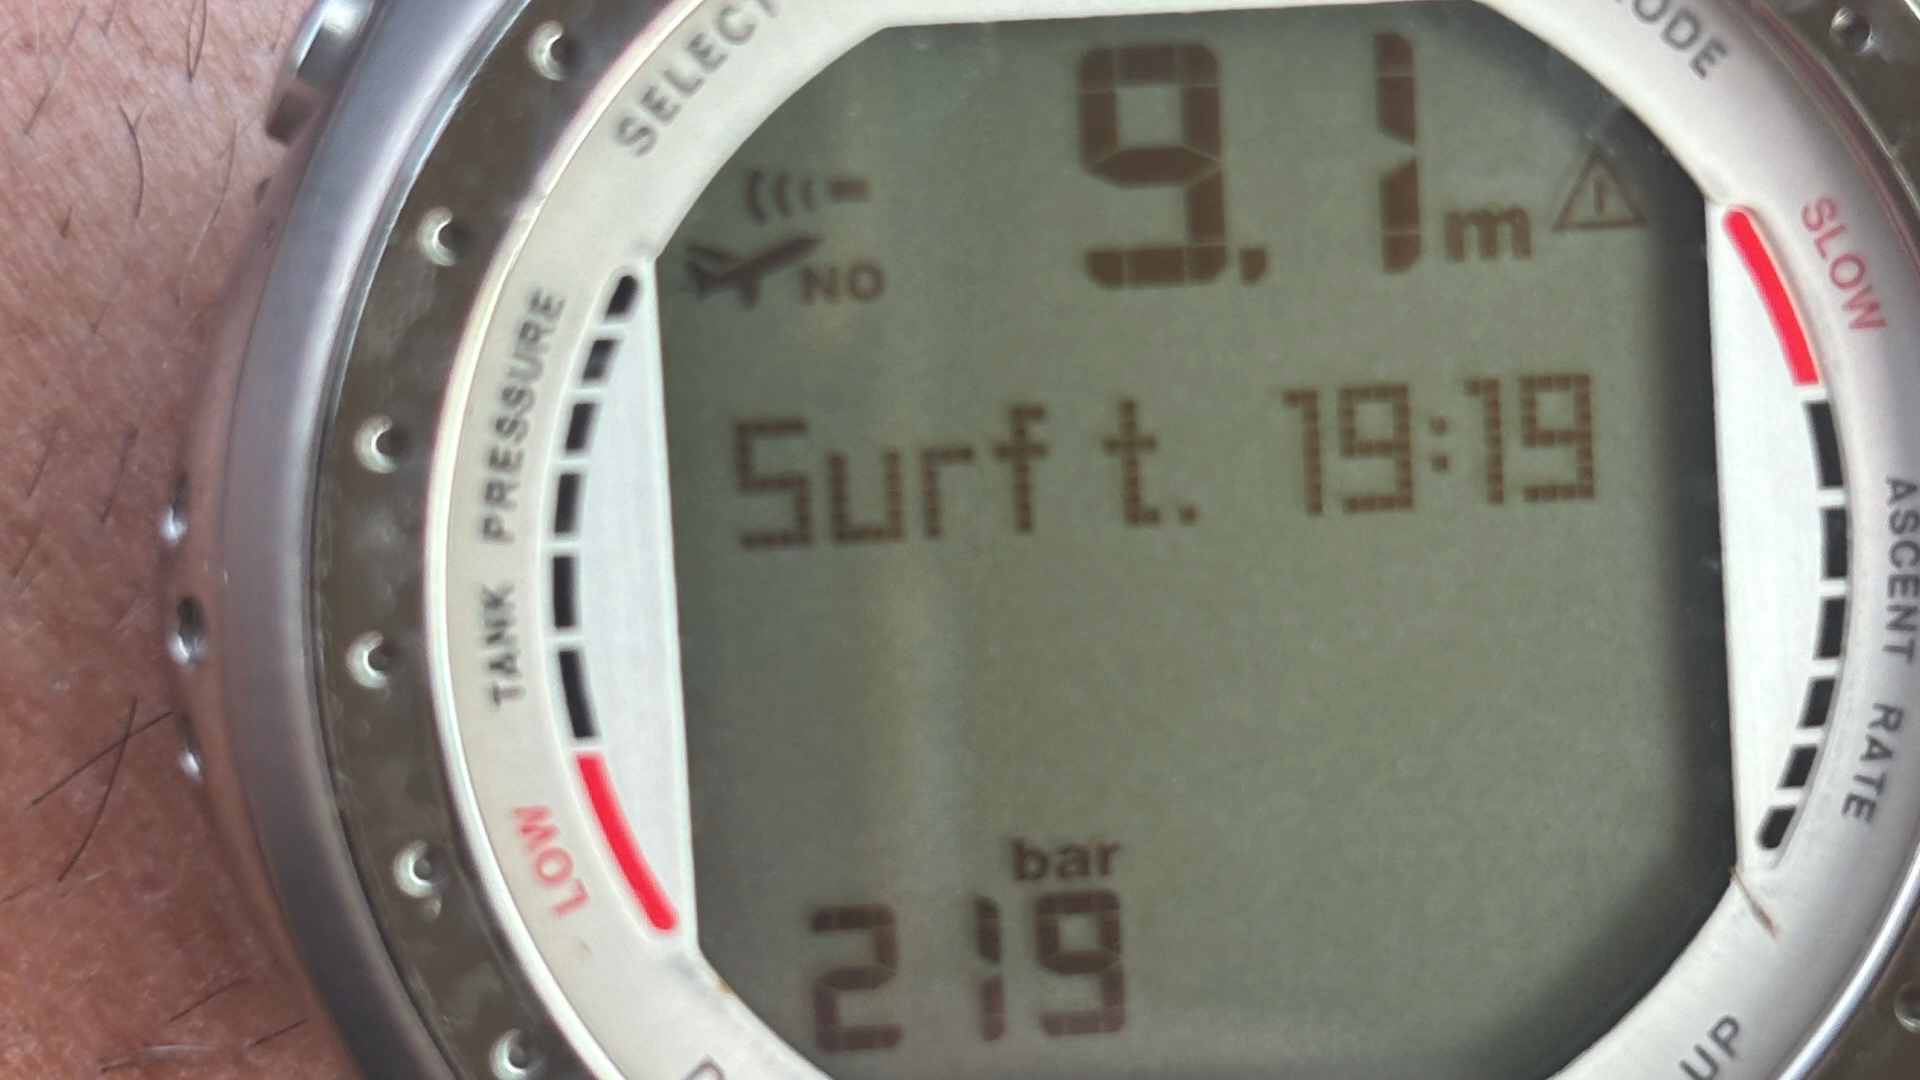 SELECT
MODE
9.1 m
NO
SLOW
Surf t. 19:19
TANK PRESSURE
ASCENT RATE
LOW
bar
219
UP